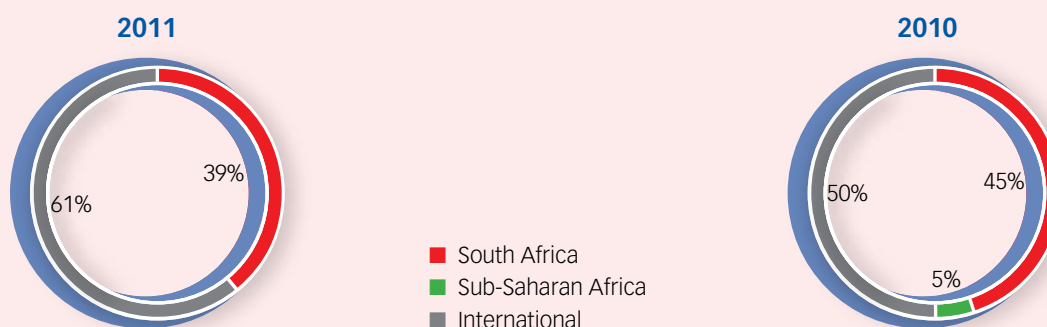 2011
2010
39%
61%
45%
50%
5%
South Africa
Sub-Saharan Africa
International